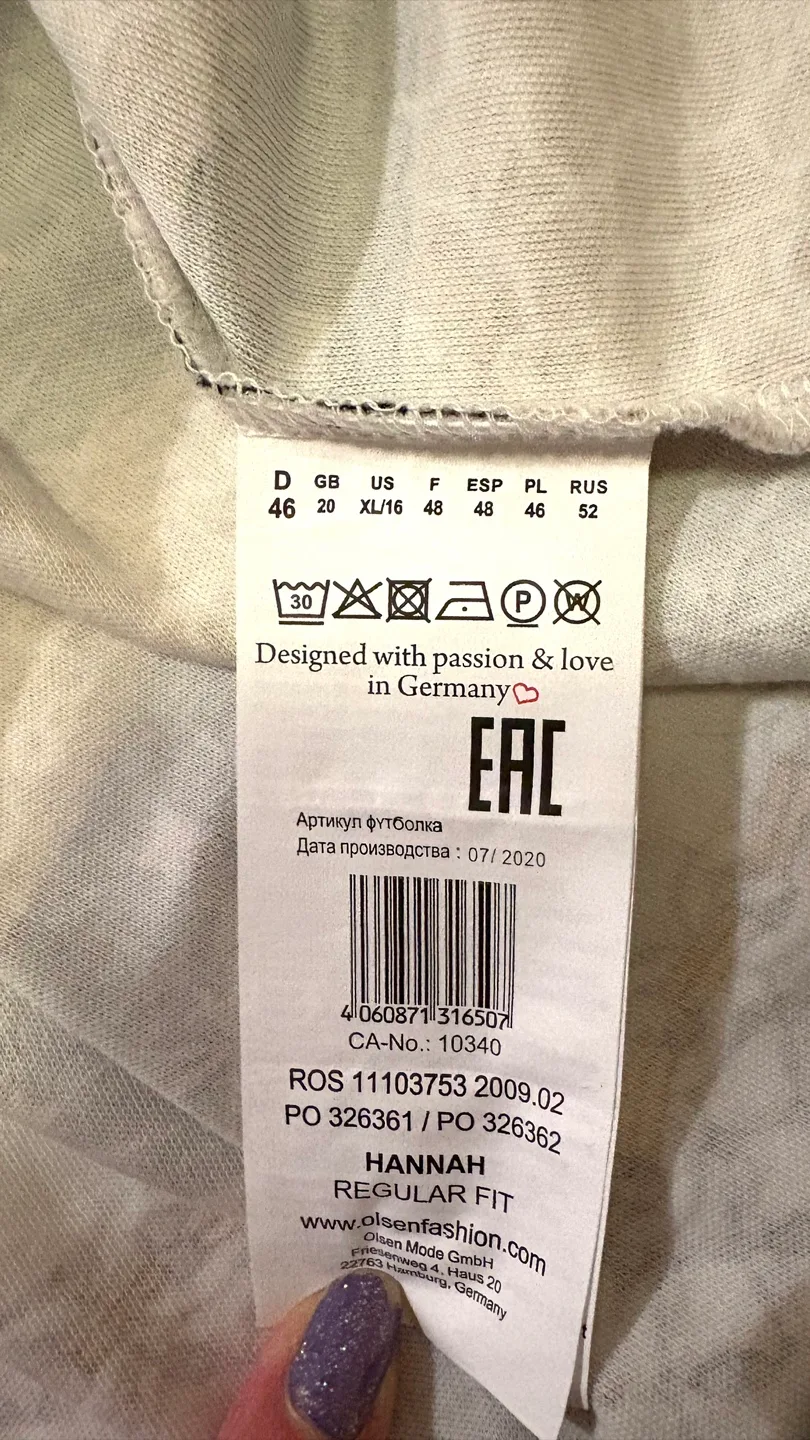 D GB US F ESP PL RUS
46 20 XL/16 48 48 46 52
30 P W
Designed with passion & love
in Germany
EAC
Артикул футболка
Дата производства : 07/ 2020
4 060871 316507
CA-No.: 10340
ROS 11103753 2009.02
PO 326361 / PO 326362
HANNAH
REGULAR FIT
www.olsenfashion.com
Olsen Mode GmbH
Friesenweg 4, Haus 20
22763 Hamburg, Germany
t